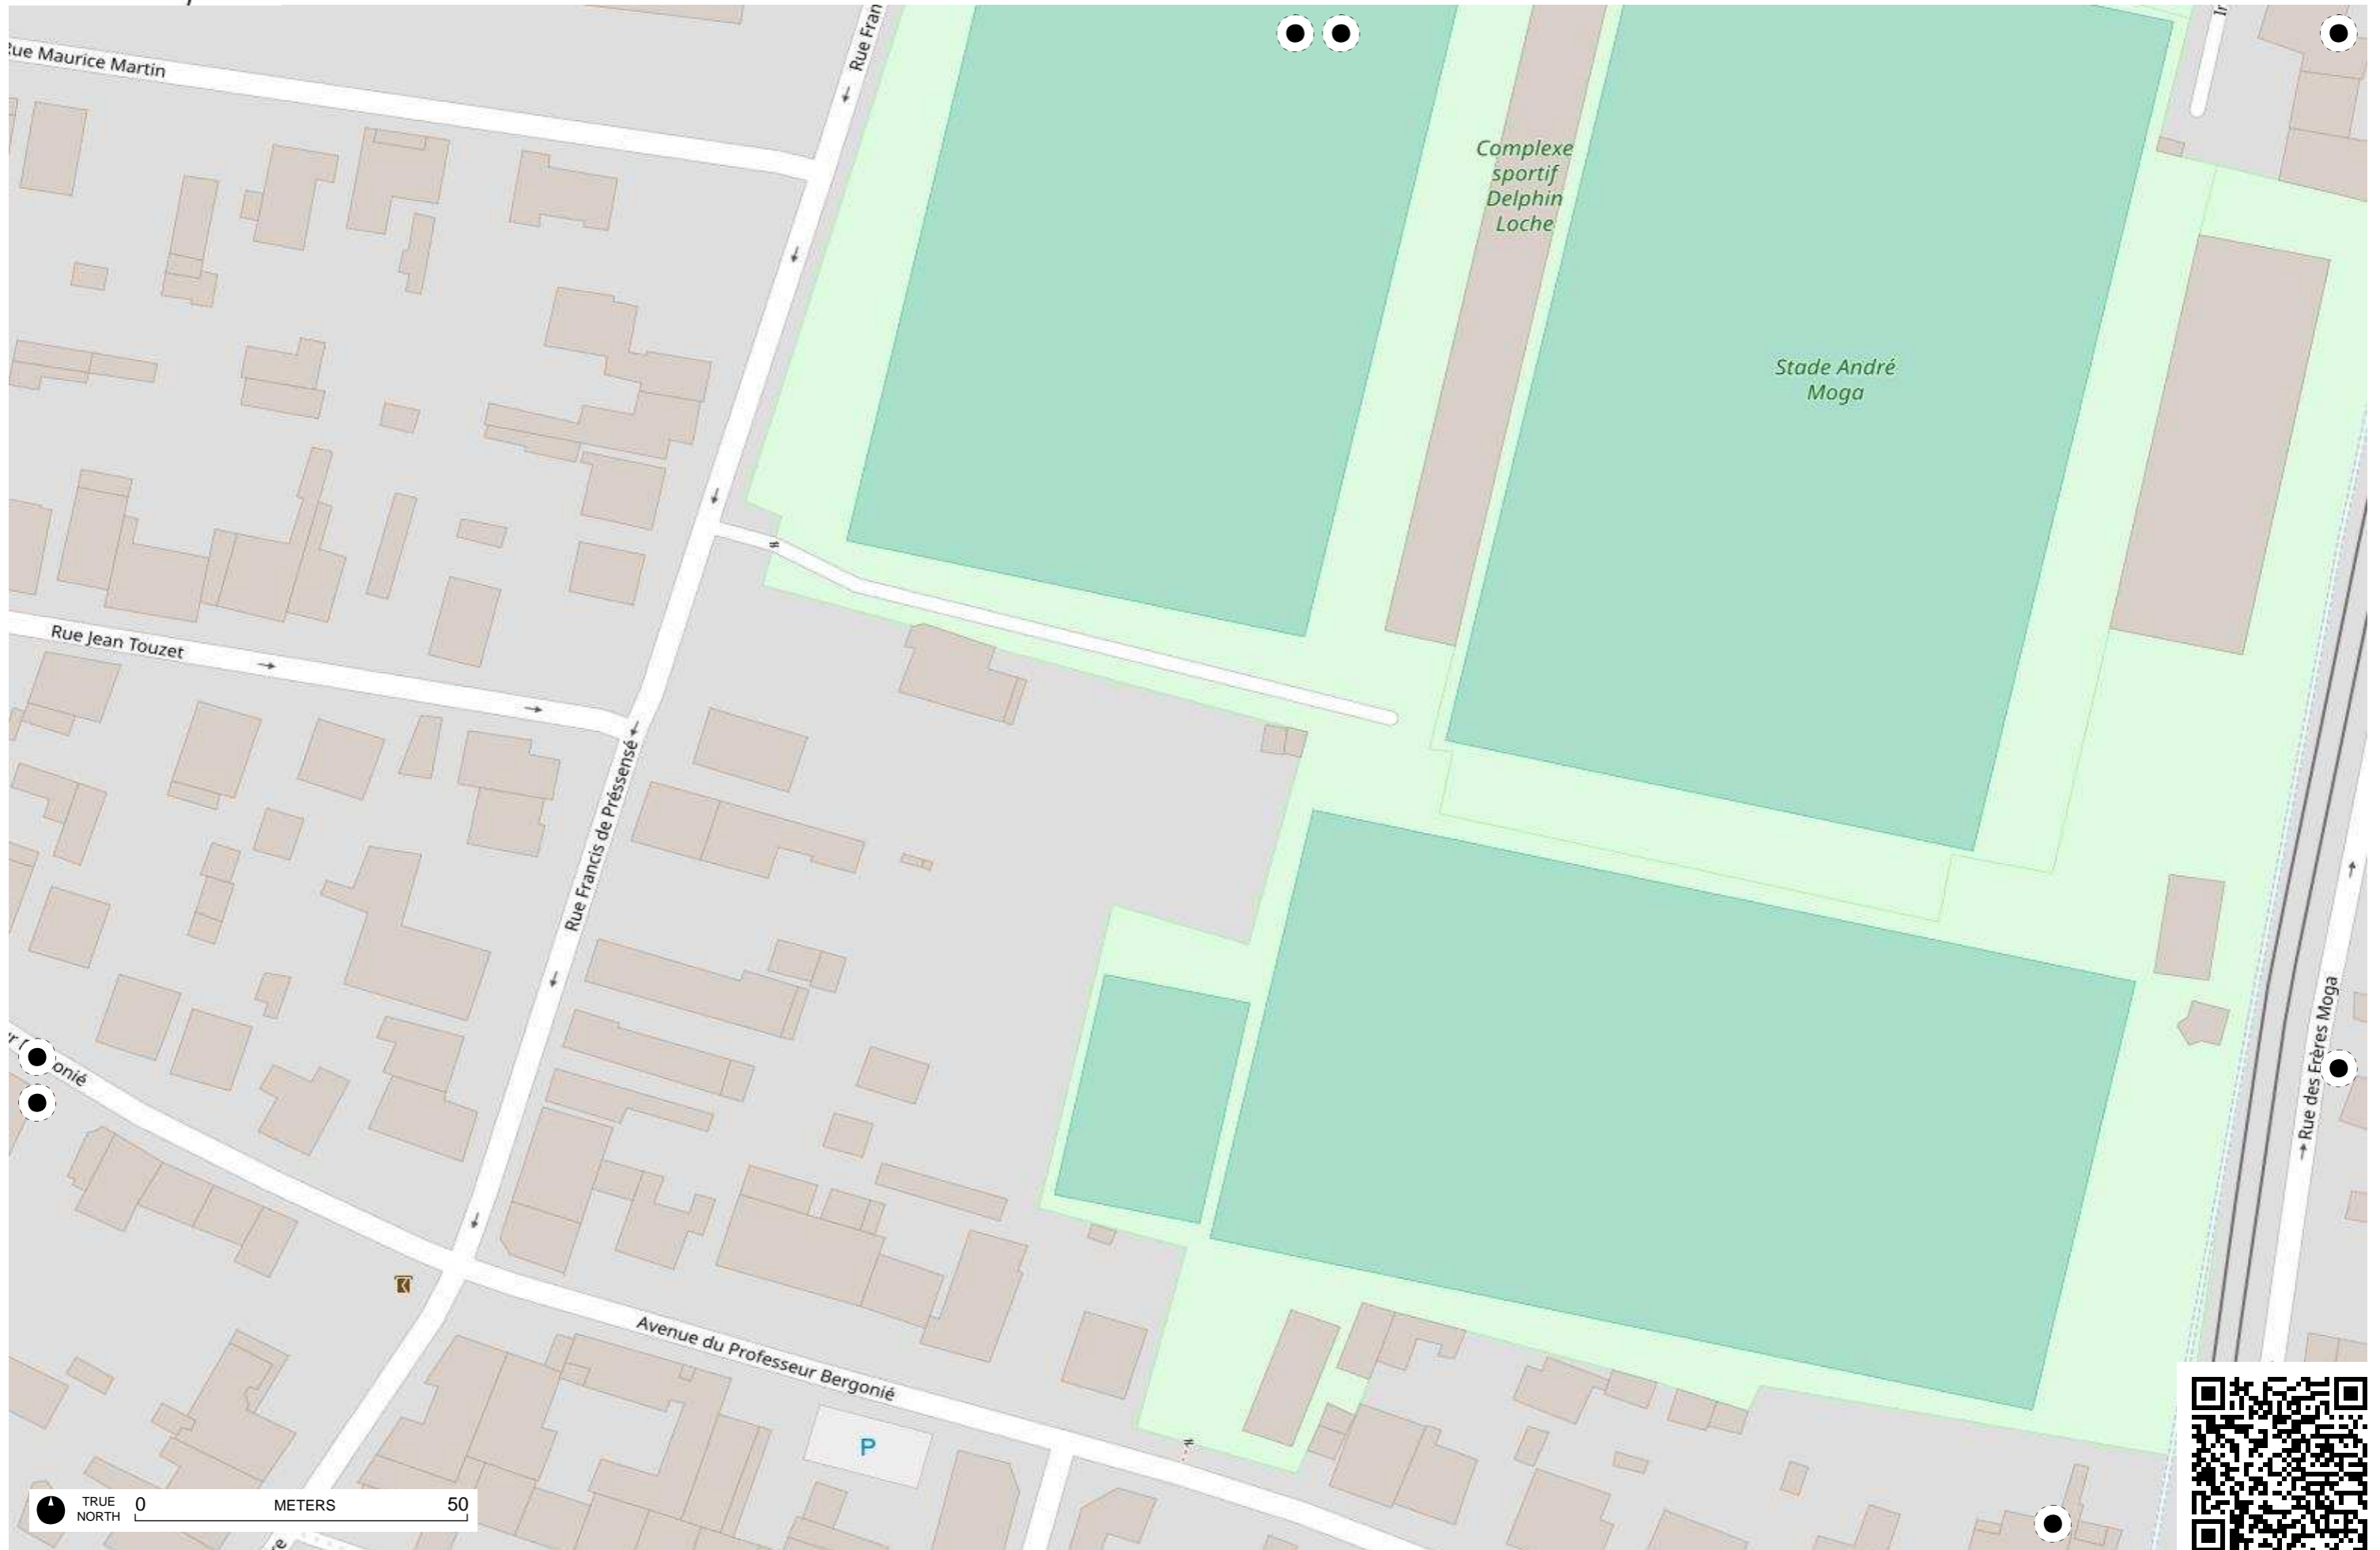 Rue Fran
Rue Maurice Martin
Complexe
sportif
Delphin
Loche
Stade André
Moga
Rue Jean Touzet
Rue Francis de Préssensé
Rue des Frères Moga
onié
Avenue du Professeur Bergonié
P
TRUE
NORTH
0 METERS 50